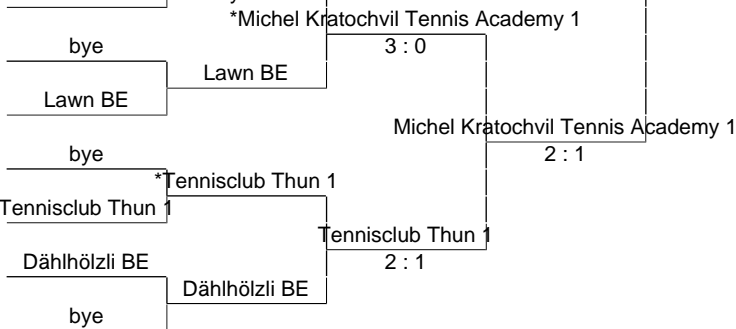 *Michel Kratochvil Tennis Academy 1
bye
3 : 0
Lawn BE
Lawn BE
Michel Kratochvil Tennis Academy 1
bye
2 : 1
*Tennisclub Thun 1
Tennisclub Thun 1
Tennisclub Thun 1
Dählhölzli BE
2 : 1
Dählhölzli BE
bye